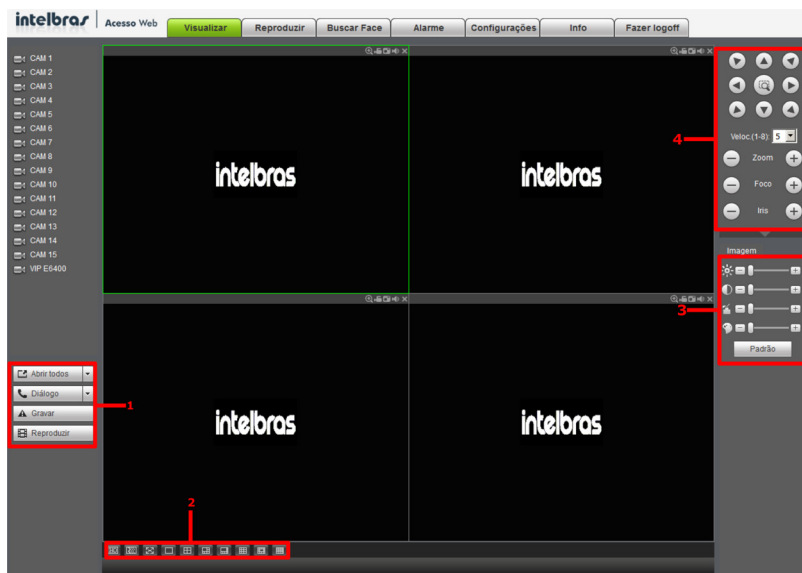 intelbras Acesso Web
Visualizar Reproduzir Buscar Face Alarme Configurações Info Fazer logoff
CAM 1
CAM 2
CAM 3
CAM 4
CAM 5
CAM 6
CAM 7
CAM 8
CAM 9
CAM 10
CAM 11
CAM 12
CAM 13
CAM 14
CAM 15
VIP E6400
intelbras
intelbras
intelbras
intelbras
Abrir todos
Diálogo
Gravar
Reproduzir
1
2
4
Veloc.(1-8): 5
Zoom
Foco
Iris
Imagem
3
Padrão